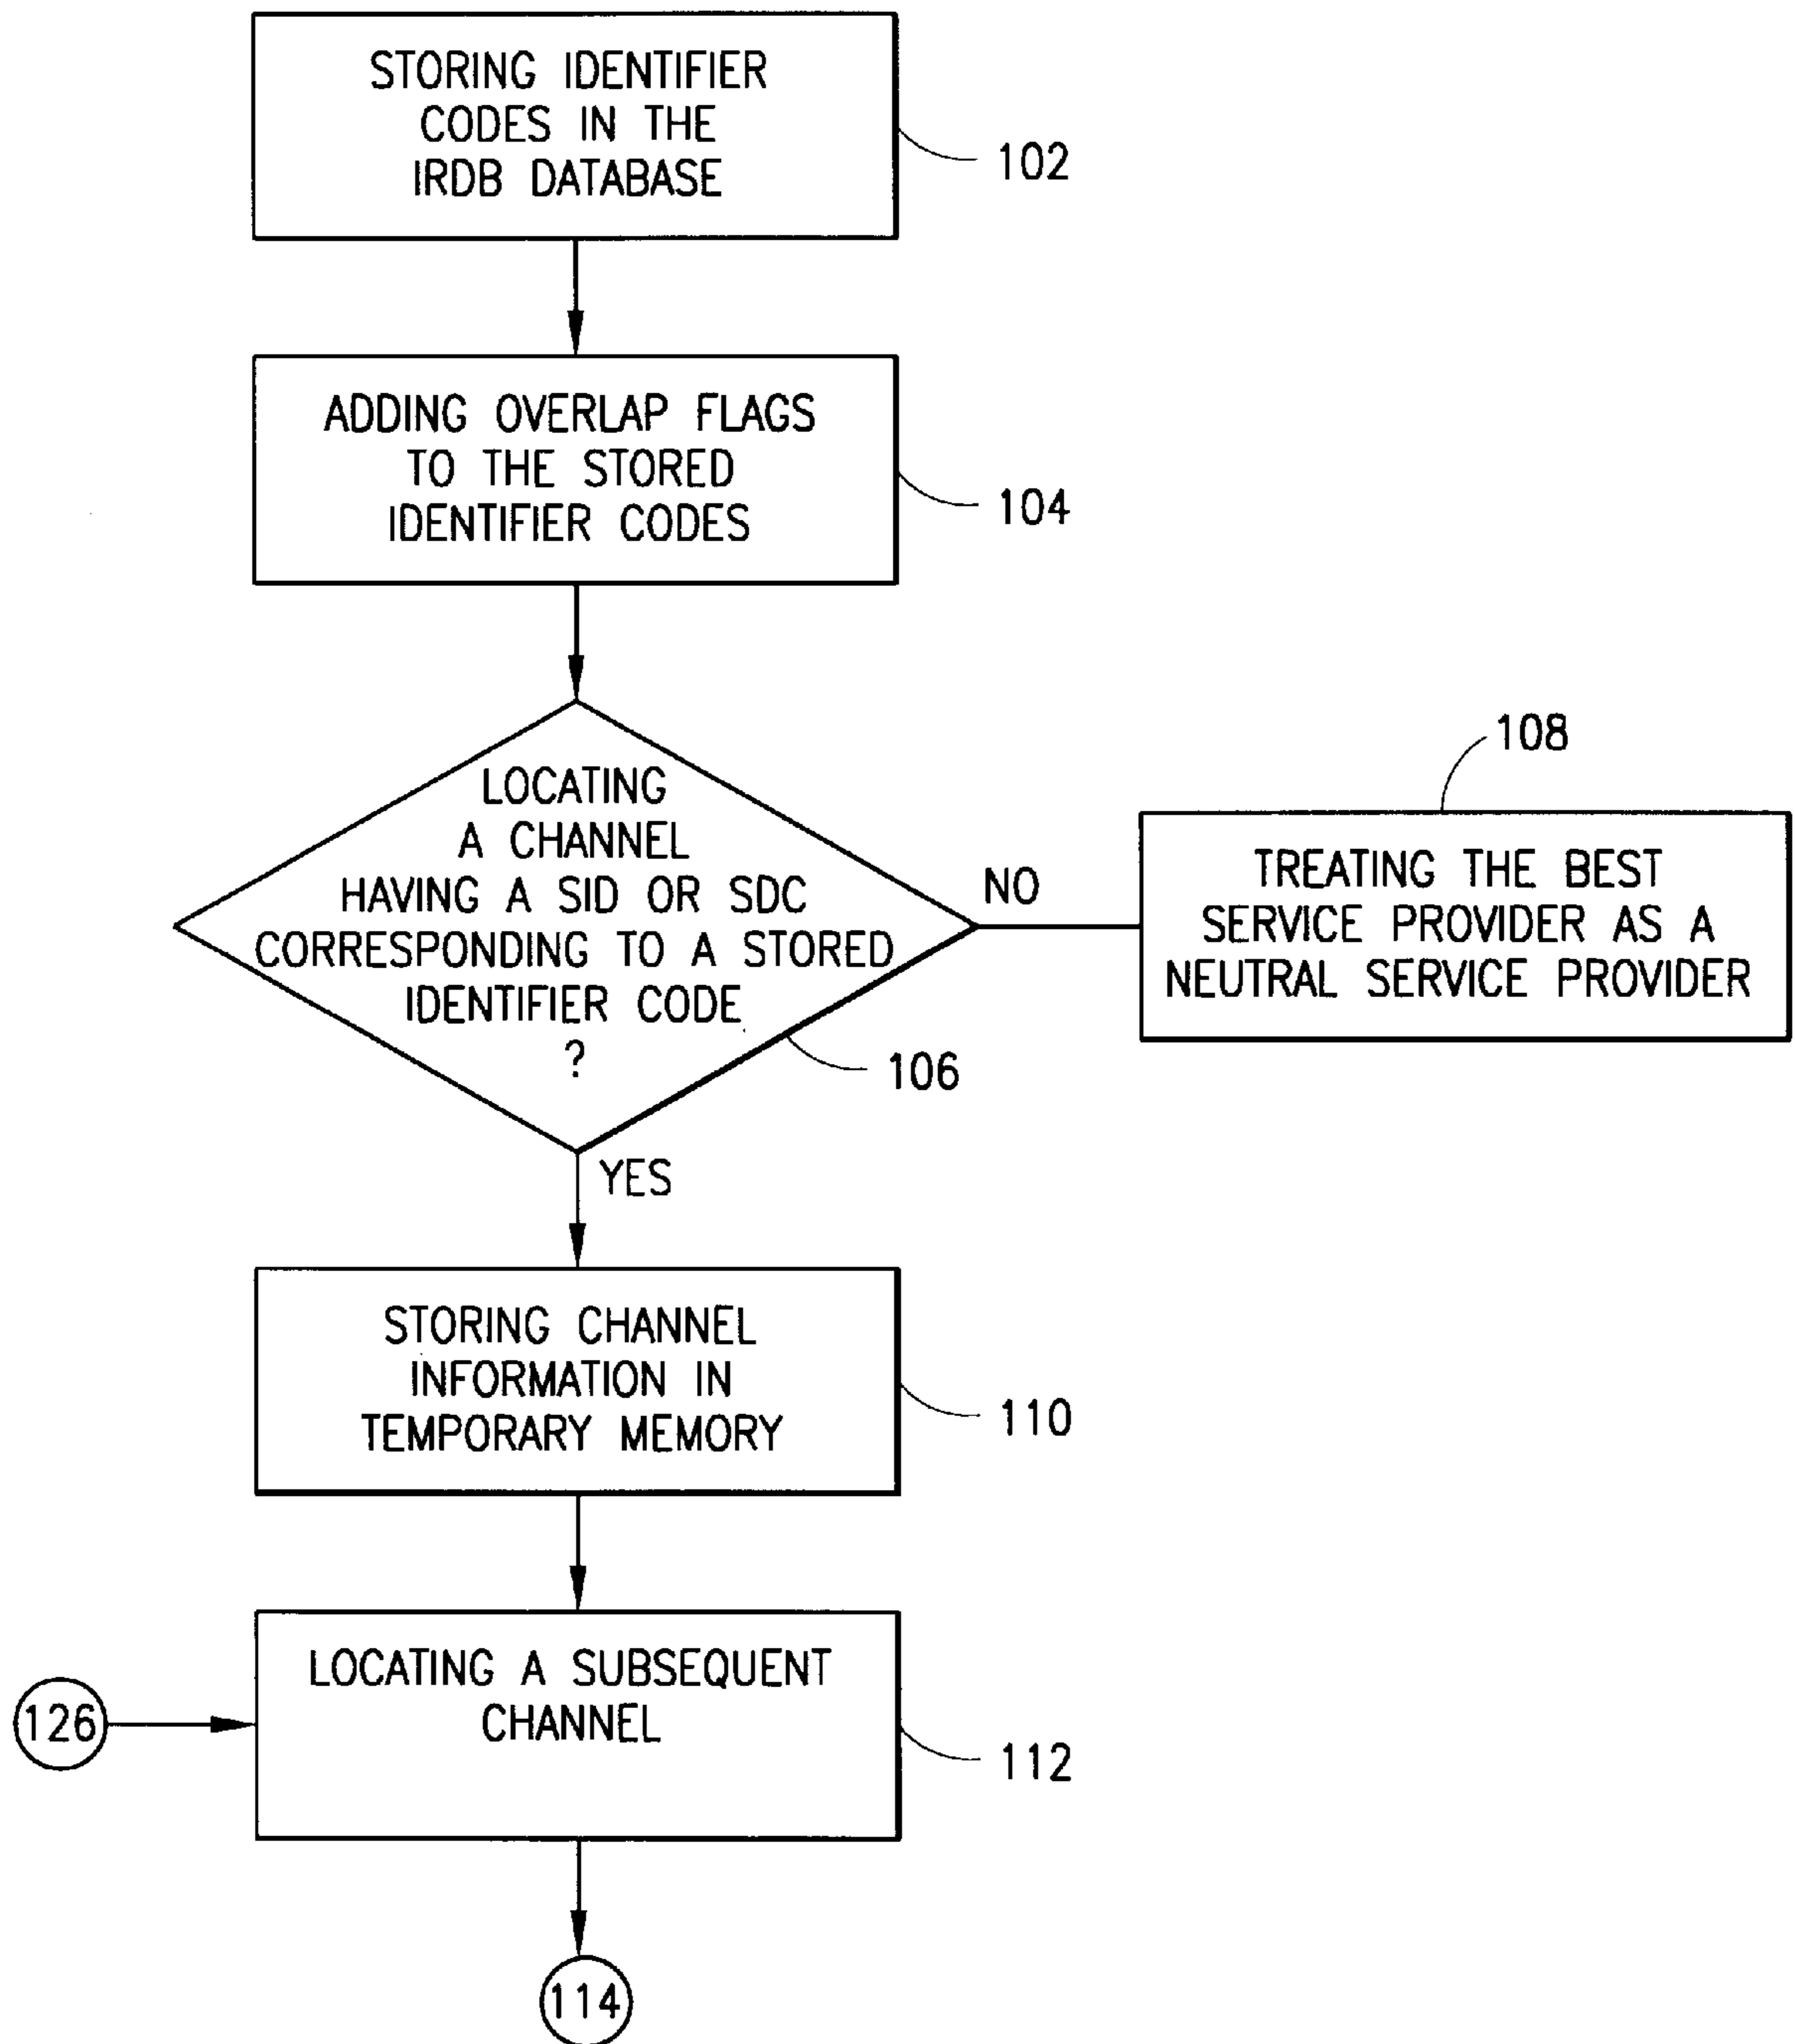 STORING IDENTIFIER
CODES IN THE
IRDB DATABASE
102
ADDING OVERLAP FLAGS
TO THE STORED
IDENTIFIER CODES
104
LOCATING
A CHANNEL
HAVING A SID OR SDC
CORRESPONDING TO A STORED
IDENTIFIER CODE
?
106
NO
108
TREATING THE BEST
SERVICE PROVIDER AS A
NEUTRAL SERVICE PROVIDER
YES
STORING CHANNEL
INFORMATION IN
TEMPORARY MEMORY
110
LOCATING A SUBSEQUENT
CHANNEL
126
112
114